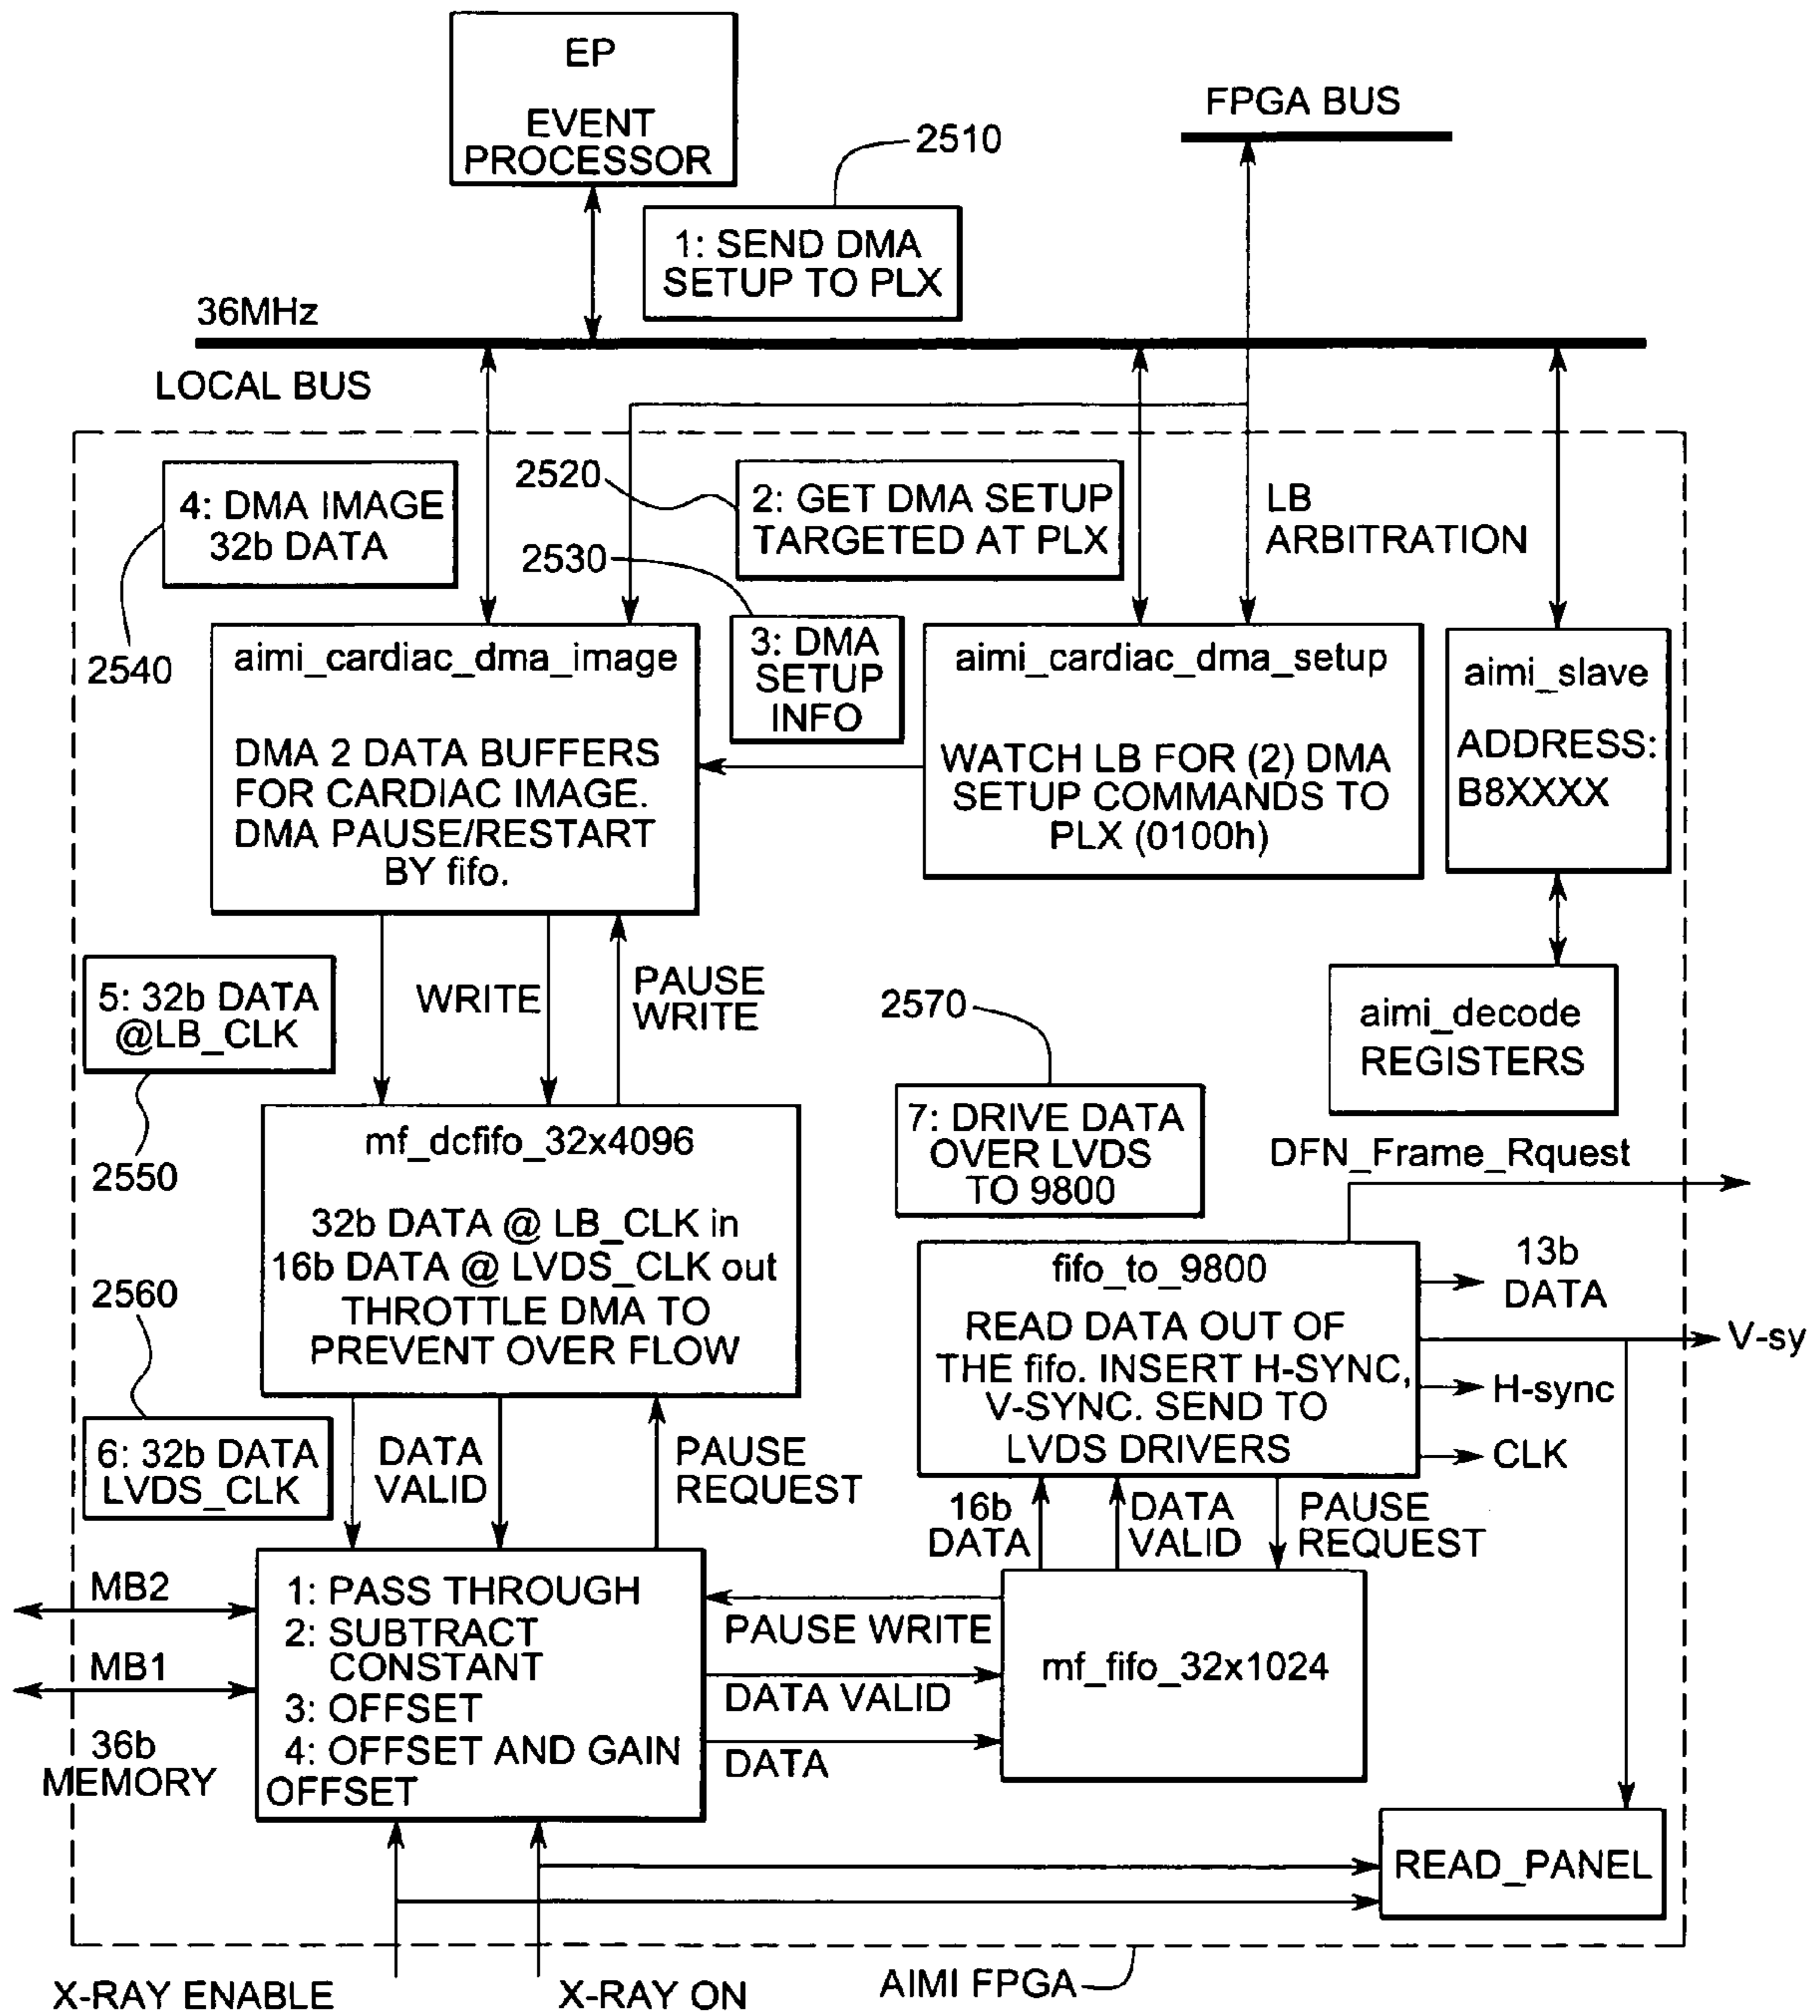 EP
EVENT
PROCESSOR
2510
FPGA BUS
1: SEND DMA
SETUP TO PLX
36MHz
LOCAL BUS
4: DMA IMAGE
32b DATA
2520
2: GET DMA SETUP
TARGETED AT PLX
LB
ARBITRATION
2530
2540
aimi_cardiac_dma_image
DMA 2 DATA BUFFERS
FOR CARDIAC IMAGE.
DMA PAUSE/RESTART
BY fifo.
3: DMA
SETUP
INFO
aimi_cardiac_dma_setup
WATCH LB FOR (2) DMA
SETUP COMMANDS TO
PLX (0100h)
aimi_slave
ADDRESS:
B8XXXX
5: 32b DATA
@LB_CLK
WRITE
PAUSE
WRITE
2570
aimi_decode
REGISTERS
2550
mf_dcfifo_32x4096
32b DATA @ LB_CLK in
16b DATA @ LVDS_CLK out
THROTTLE DMA TO
PREVENT OVER FLOW
7: DRIVE DATA
OVER LVDS
TO 9800
DFN_Frame_Rquest
2560
fifo_to_9800
READ DATA OUT OF
THE fifo. INSERT H-SYNC,
V-SYNC. SEND TO
LVDS DRIVERS
13b
DATA
V-sy
H-sync
CLK
6: 32b DATA
LVDS_CLK
DATA
VALID
PAUSE
REQUEST
16b
DATA
DATA
VALID
PAUSE
REQUEST
MB2
MB1
36b
MEMORY
1: PASS THROUGH
2: SUBTRACT
CONSTANT
3: OFFSET
4: OFFSET AND GAIN
OFFSET
PAUSE WRITE
DATA VALID
DATA
mf_fifo_32x1024
READ_PANEL
X-RAY ENABLE
X-RAY ON
AIMI FPGA